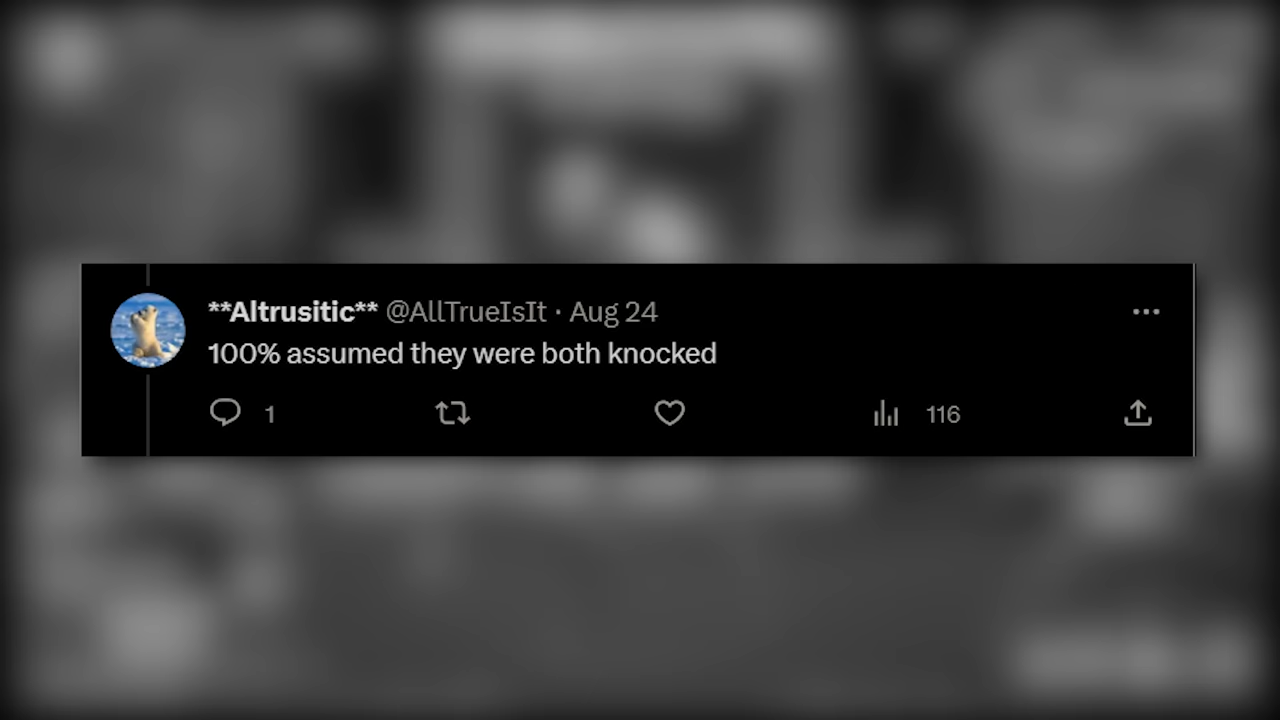 **Altrusitic** @AllTrueIsIt · Aug 24
100% assumed they were both knocked
1 116